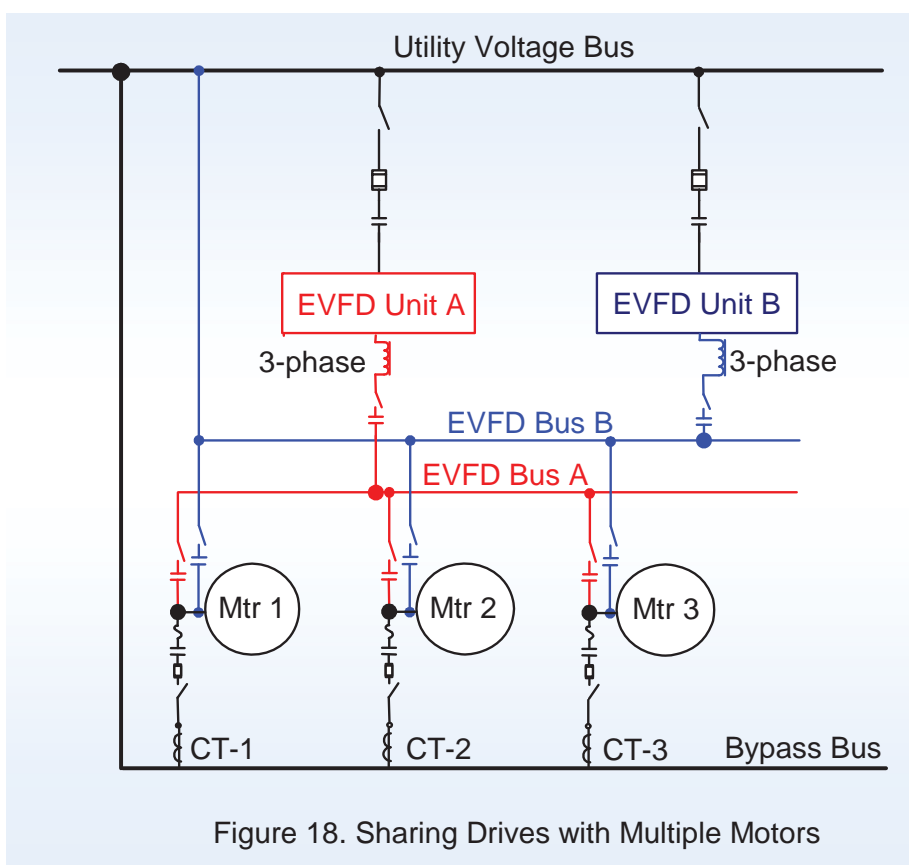 Utility Voltage Bus
EVFD Unit A
EVFD Unit B
3-phase
3-phase
EVFD Bus B
EVFD Bus A
Mtr 1
Mtr 2
Mtr 3
CT-1
CT-2
CT-3
Bypass Bus
Figure 18. Sharing Drives with Multiple Motors